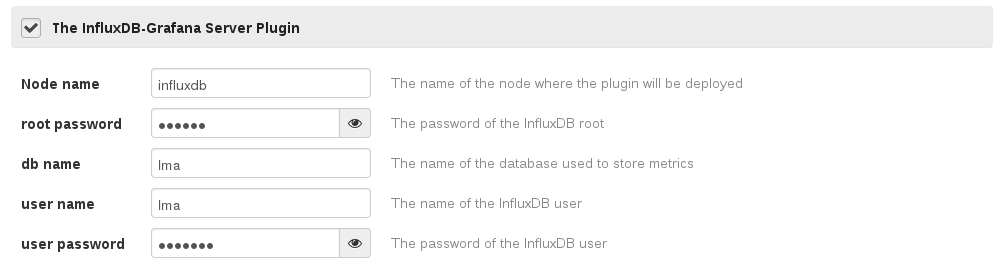 The InfluxDB-Grafana Server Plugin
Node name influxdb The name of the node where the plugin will be deployed
root password •••••• The password of the InfluxDB root
db name lma The name of the database used to store metrics
user name lma The name of the InfluxDB user
user password ••••••• The password of the InfluxDB user